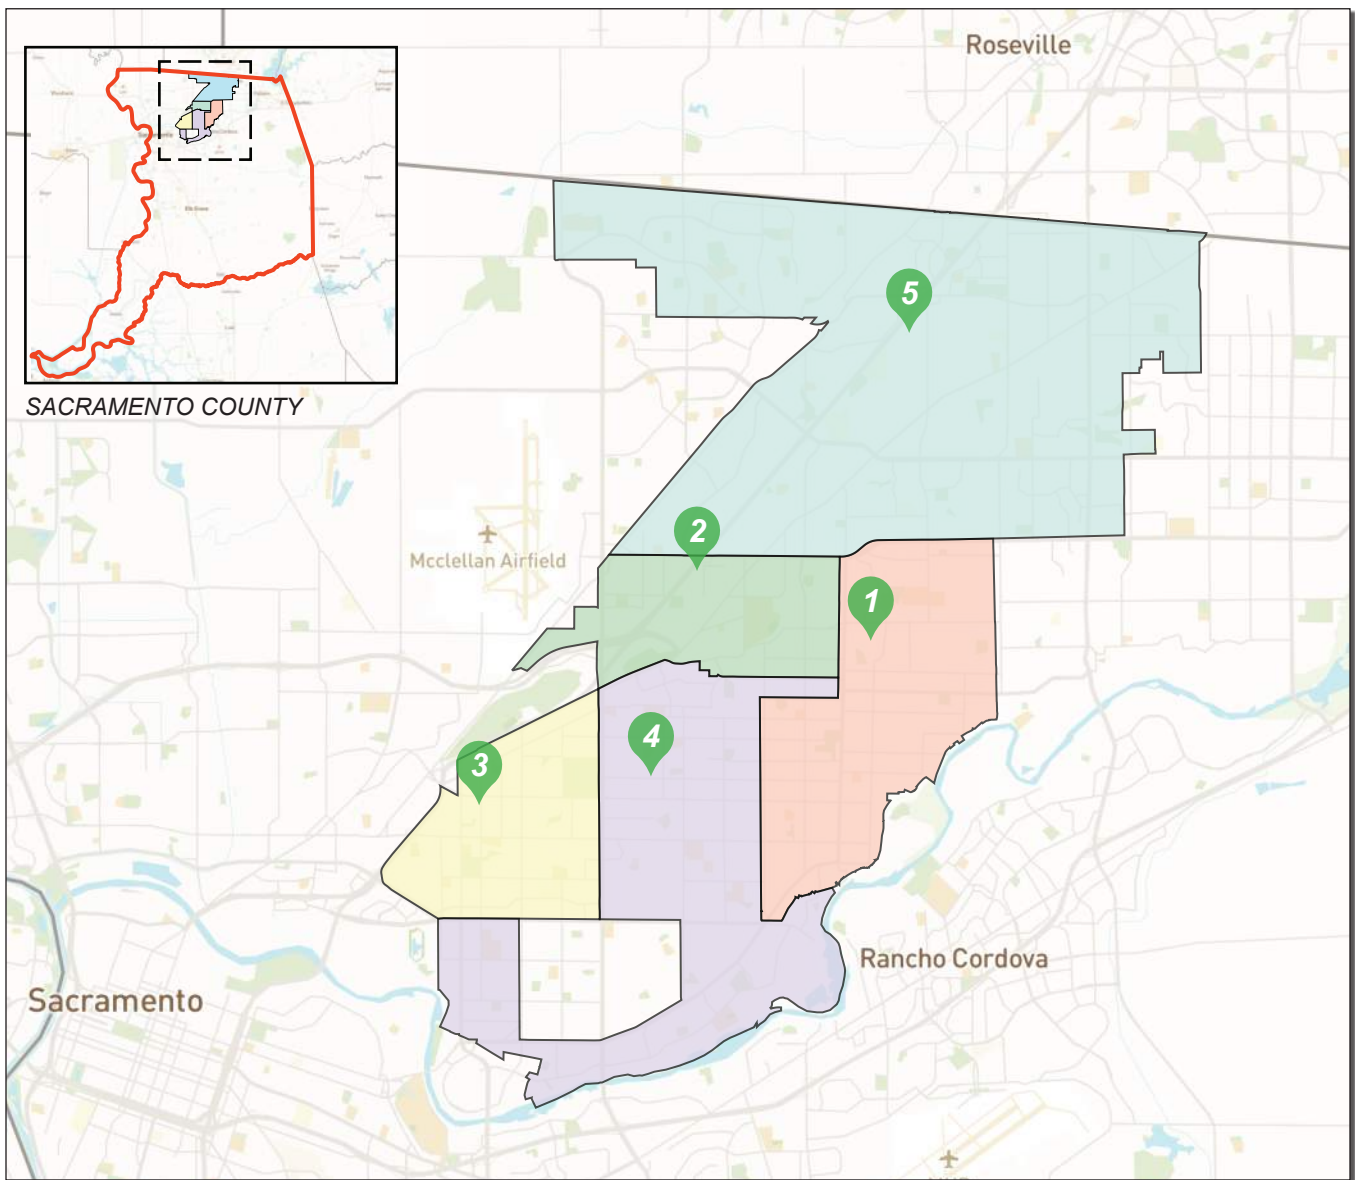 Roseville
SACRAMENTO COUNTY
5
2
Mcclellan Airfield
1
4
3
Rancho Cordova
Sacramento